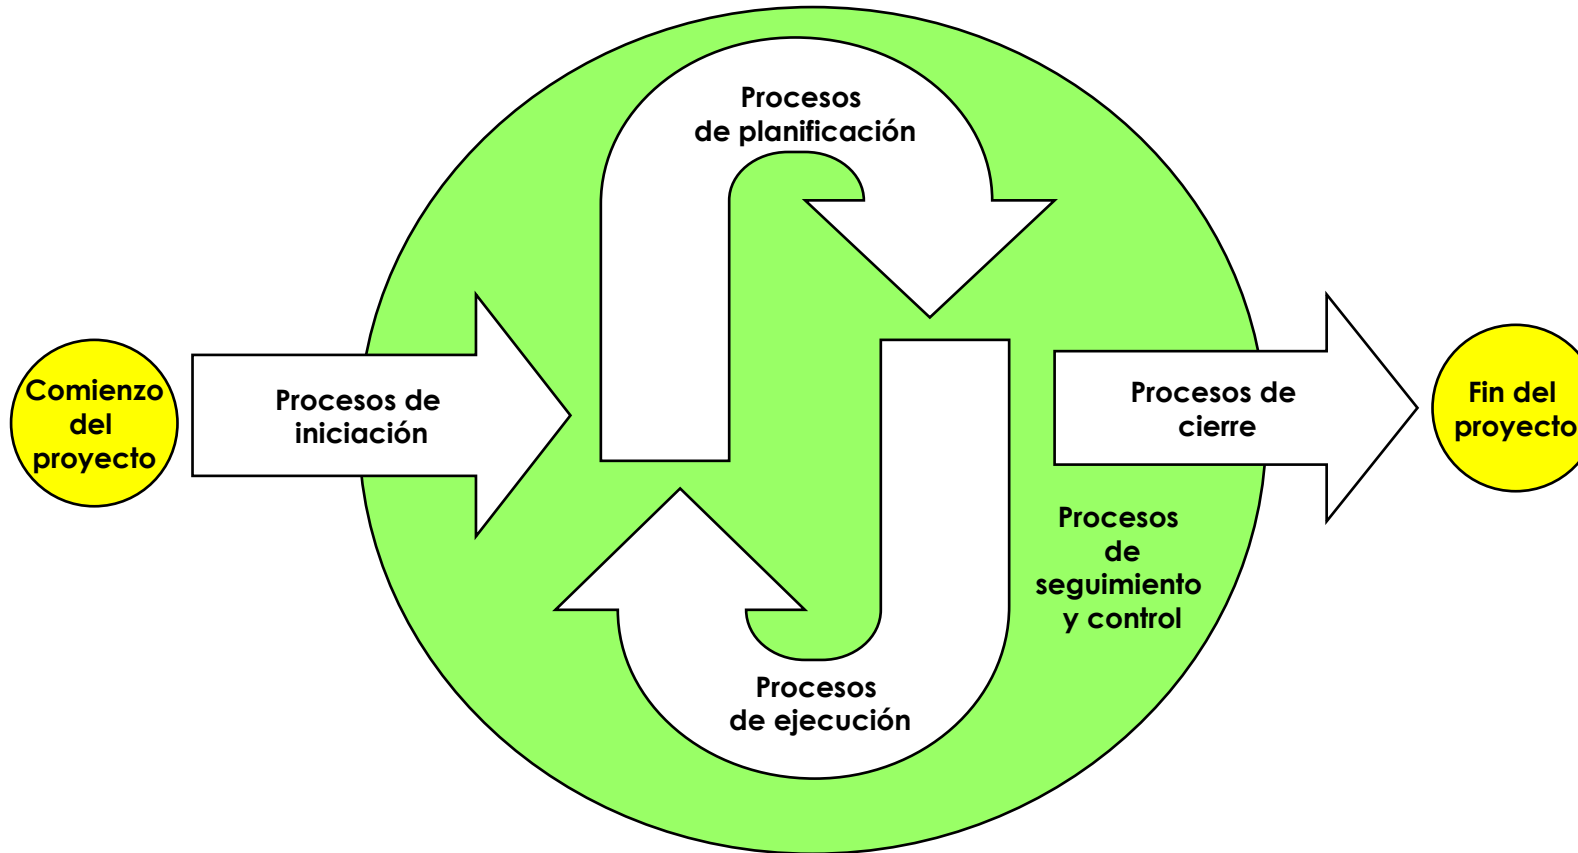 Procesos
de planificación
Comienzo
del
proyecto
Procesos de
iniciación
Procesos de
cierre
Fin del
proyecto
Procesos
de
seguimiento
y control
Procesos
de ejecución